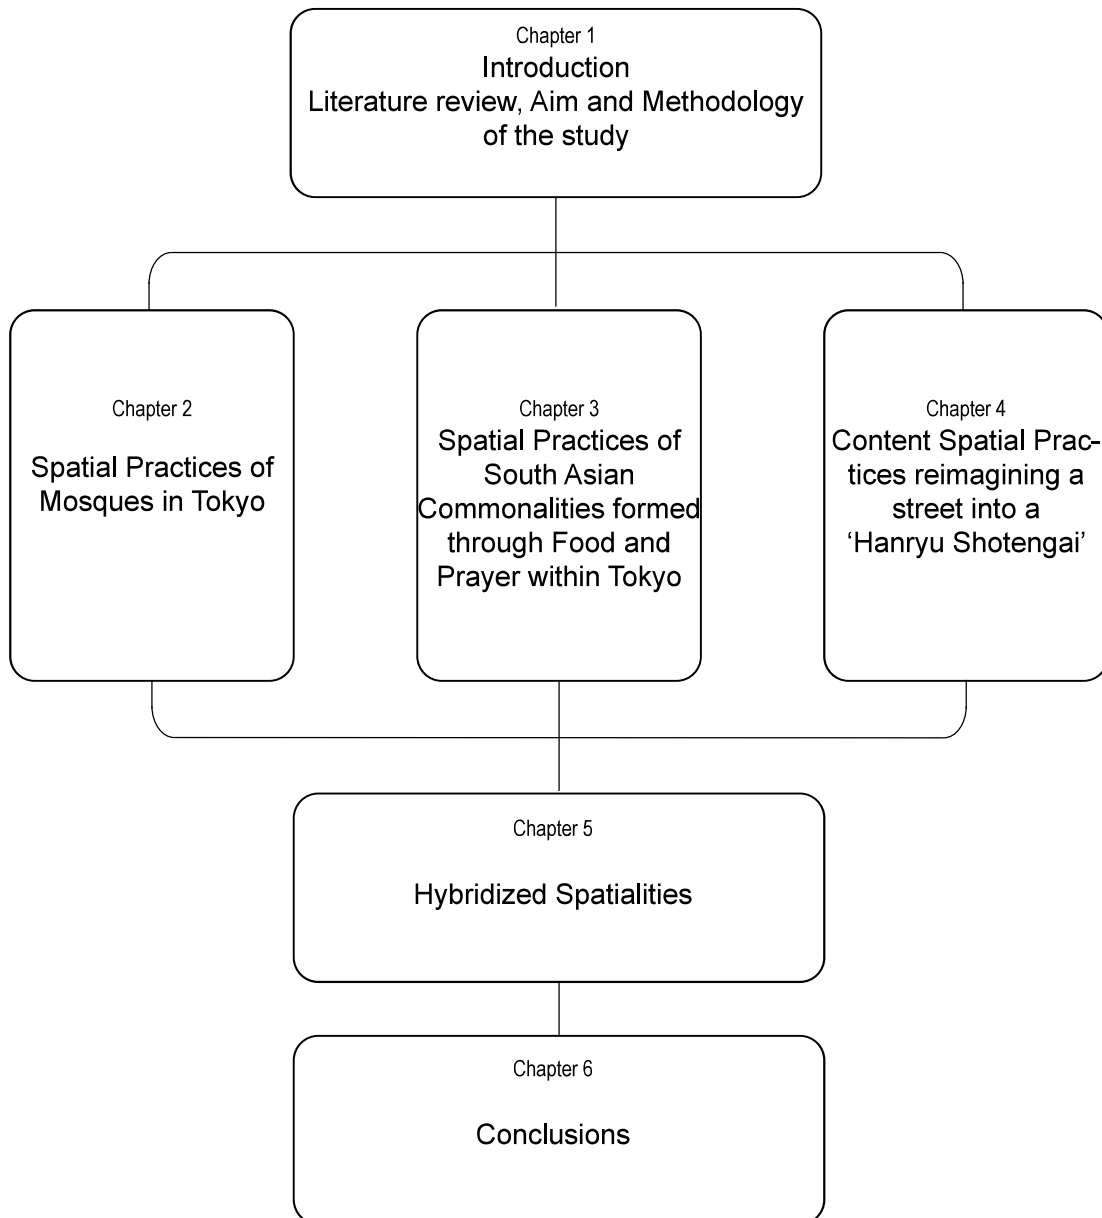 Chapter 1
Introduction
Literature review, Aim and Methodology
of the study
Chapter 2
Spatial Practices of
Mosques in Tokyo
Chapter 3
Spatial Practices of
South Asian
Commonalities formed
through Food and
Prayer within Tokyo
Chapter 4
Content Spatial Prac-
tices reimagining a
street into a
‘Hanryu Shotengai’
Chapter 5
Hybridized Spatialities
Chapter 6
Conclusions